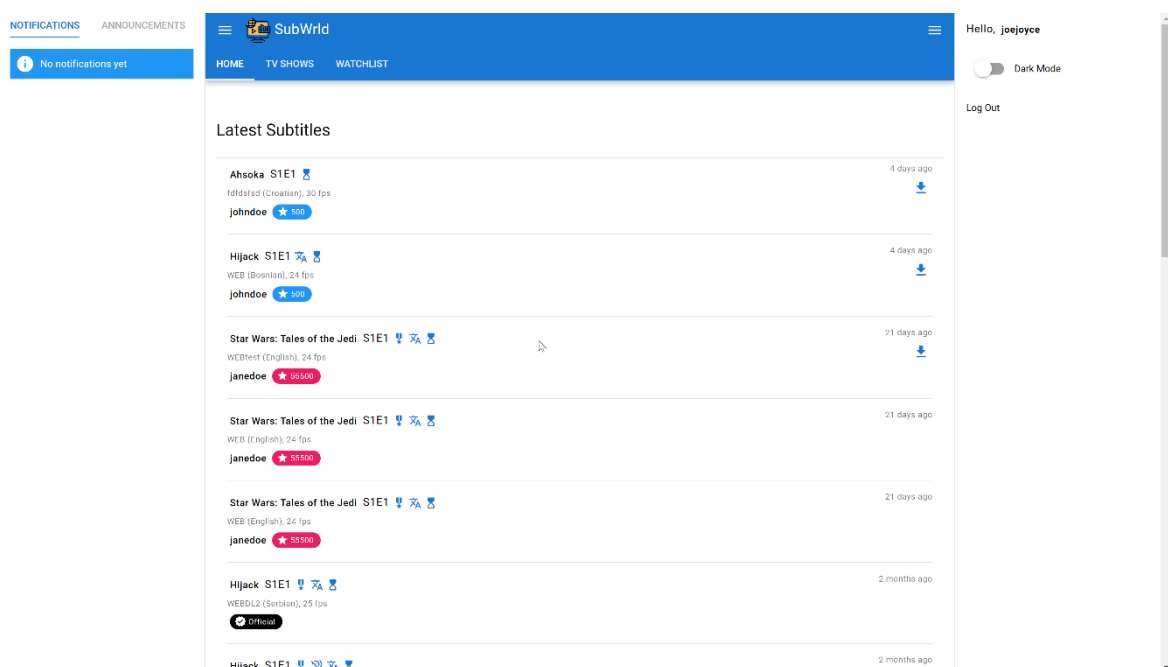 NOTIFICATIONS ANNOUNCEMENTS
No notifications yet
SubWrld
HOME TV SHOWS WATCHLIST
Latest Subtitles
Ahsoka S1E1
4 days ago
fdfdsfsd (Croatian), 30 fps
johndoe 500
Hijack S1E1
4 days ago
WEB (Bosnian), 24 fps
johndoe 500
Star Wars: Tales of the Jedi S1E1
21 days ago
WEBtest (English), 24 fps
janedoe 55500
Star Wars: Tales of the Jedi S1E1
21 days ago
WEB (English), 24 fps
janedoe 55500
Star Wars: Tales of the Jedi S1E1
21 days ago
WEB (English), 24 fps
janedoe 55500
Hijack S1E1
2 months ago
WEBDL2 (Serbian), 25 fps
Official
Hijack S1E1
2 months ago
Hello, joejoyce
Dark Mode
Log Out